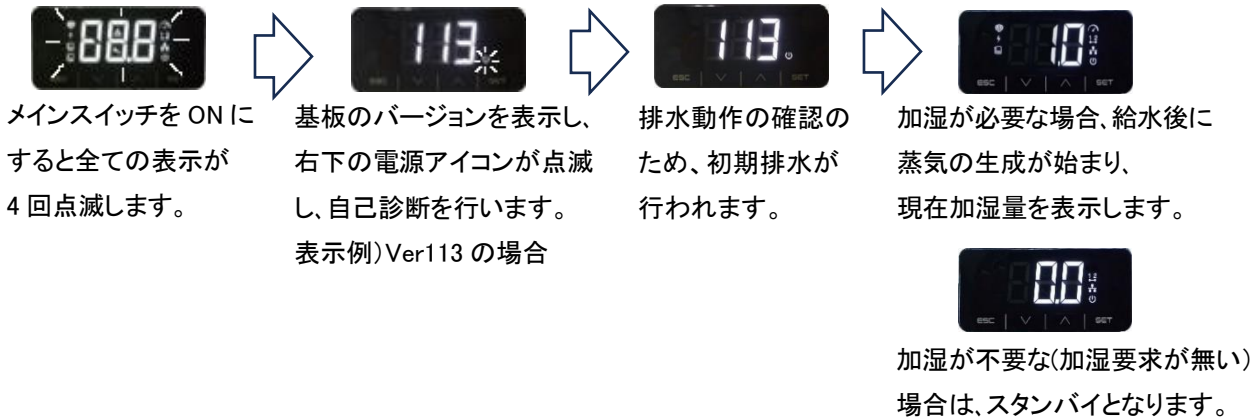 88.8
113
esc SET
113
esc SET
1.0
esc SET
0.0
メインスイッチを ON に
すると全ての表示が
4 回点滅します。
基板のバージョンを表示し、
右下の電源アイコンが点滅
し、自己診断を行います。
表示例)Ver113 の場合
排水動作の確認の
ため、初期排水が
行われます。
加湿が必要な場合、給水後に
蒸気の生成が始まり、
現在加湿量を表示します。
esc SET
加湿が不要な(加湿要求が無い)
場合は、スタンバイとなります。